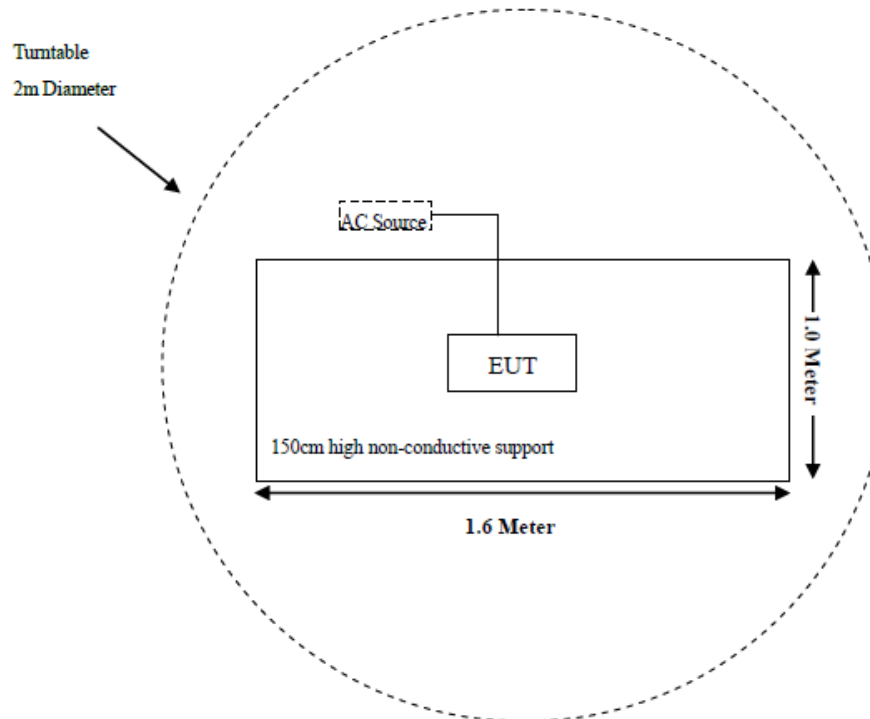 Turntable
2m Diameter
AC Source
EUT
1.0 Meter
150cm high non-conductive support
1.6 Meter